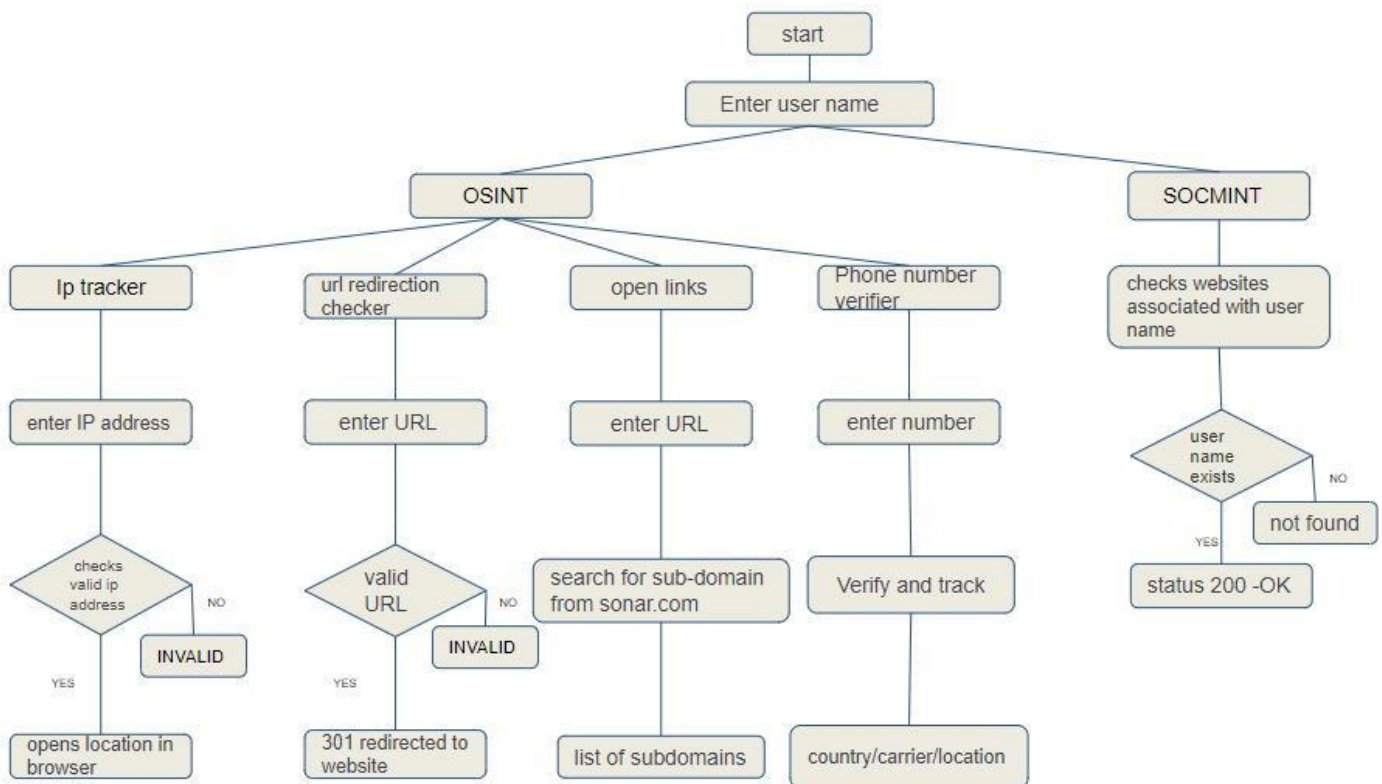 start
Enter user name
OSINT
SOCMINT
Ip tracker
url redirection
checker
open links
Phone number
verifier
checks websites
associated with user
name
enter IP address
enter URL
enter URL
enter number
user
name
exists
NO
not found
YES
status 200 -OK
checks
valid ip
address
NO
INVALID
YES
opens location in
browser
valid
URL
NO
INVALID
YES
301 redirected to
website
search for sub-domain
from sonar.com
list of subdomains
Verify and track
country/carrier/location